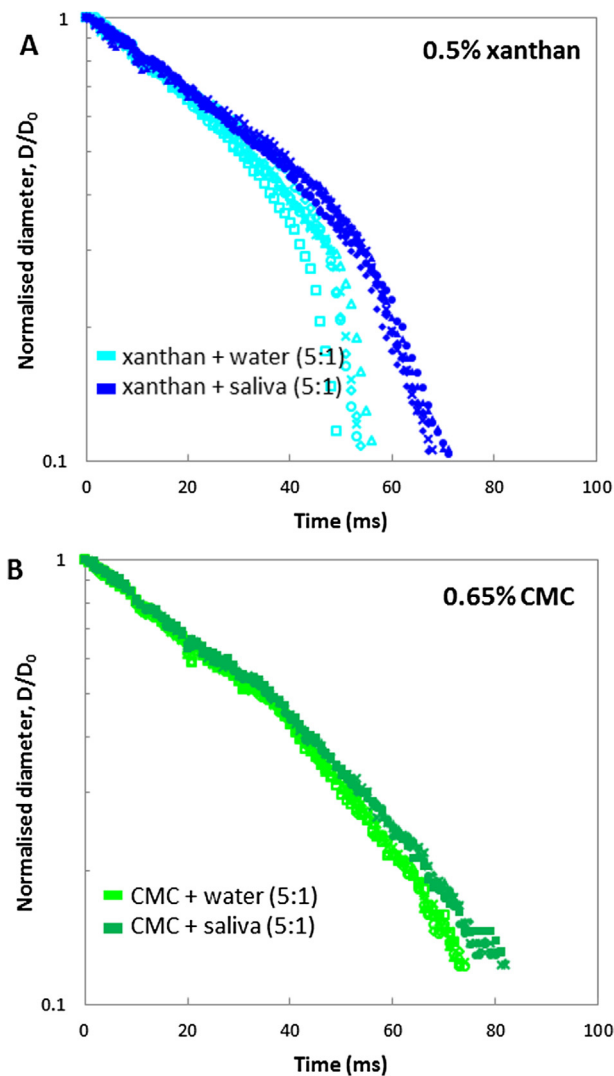 A
0.5% xanthan
1
Normalised diameter, D/D₀
xanthan + water (5:1)
xanthan + saliva (5:1)
0.1
0 20 40 60 80 100
Time (ms)
B
0.65% CMC
1
Normalised diameter, D/D₀
CMC + water (5:1)
CMC + saliva (5:1)
0.1
0 20 40 60 80 100
Time (ms)